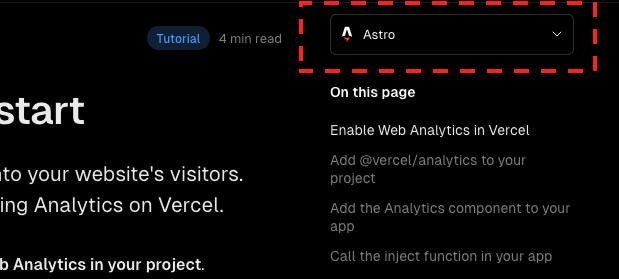 Tutorial
4 min read
Astro
start
On this page
Enable Web Analytics in Vercel
Add @vercel/analytics to your
project
Add the Analytics component to your
app
Call the inject function in your app
into your website's visitors.
ing Analytics on Vercel.
b Analytics in your project.